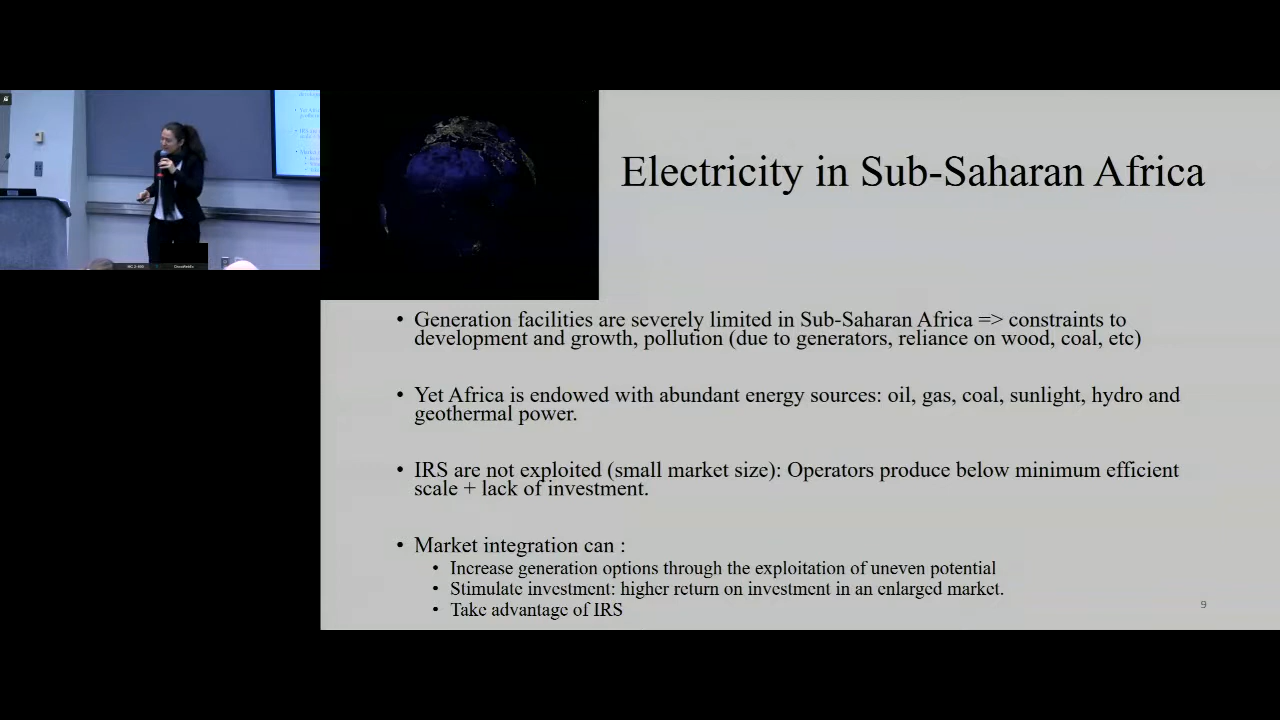 Electricity in Sub-Saharan Africa
• Generation facilities are severely limited in Sub-Saharan Africa => constraints to
development and growth, pollution (due to generators, reliance on wood, coal, etc)
• Yet Africa is endowed with abundant energy sources: oil, gas, coal, sunlight, hydro and
geothermal power.
• IRS are not exploited (small market size): Operators produce below minimum efficient
scale + lack of investment.
• Market integration can :
• Increase generation options through the exploitation of uneven potential
• Stimulate investment: higher return on investment in an enlarged market.
• Take advantage of IRS
9